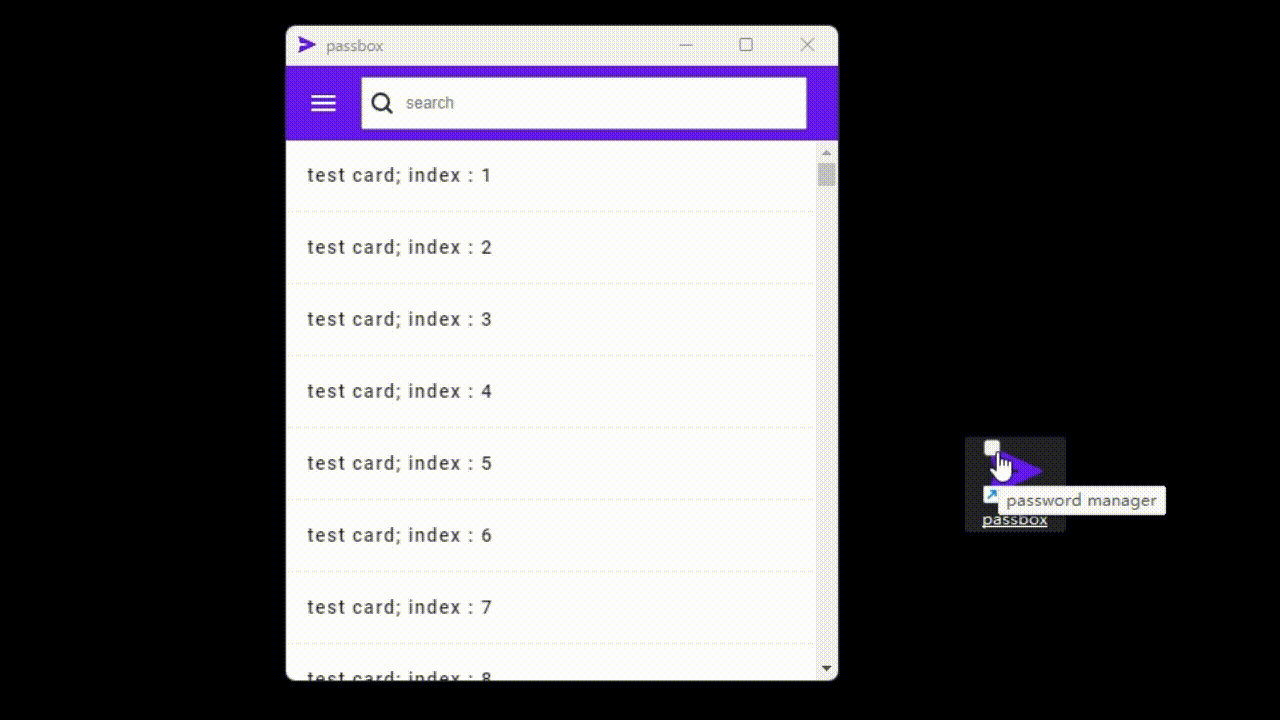 passbox
search
test card; index : 1
test card; index : 2
test card; index : 3
test card; index : 4
test card; index : 5
test card; index : 6
test card; index : 7
test card; index : 8
password manager
passbox